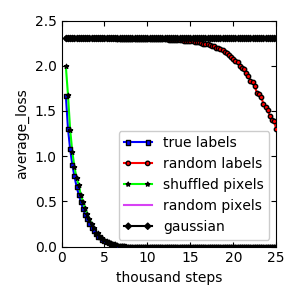 2.5
2.0
1.5
1.0
0.5
0.0
average_loss
true labels
random labels
shuffled pixels
random pixels
gaussian
0 5 10 15 20 25
thousand steps